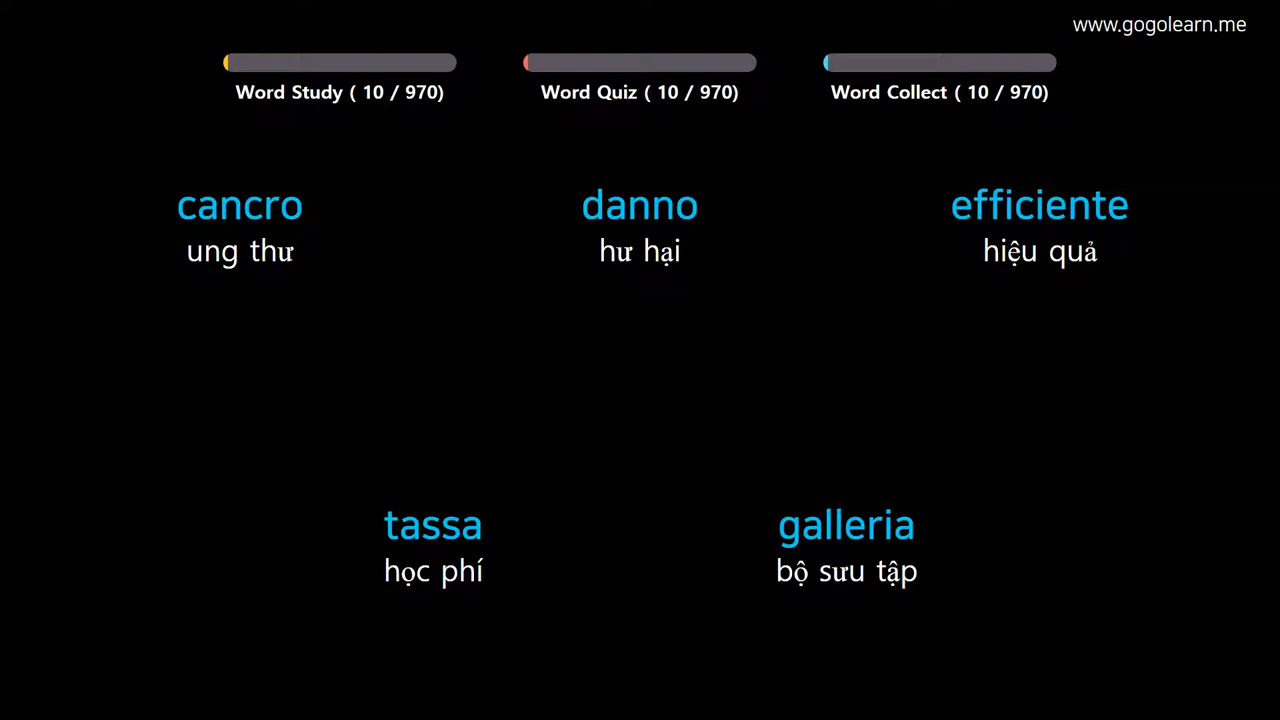 www.gogolearn.me
Word Study ( 10 / 970)
Word Quiz ( 10 / 970)
Word Collect ( 10 / 970)
cancro
ung thư
danno
hư hại
efficiente
hiệu quả
tassa
học phí
galleria
bộ sưu tập